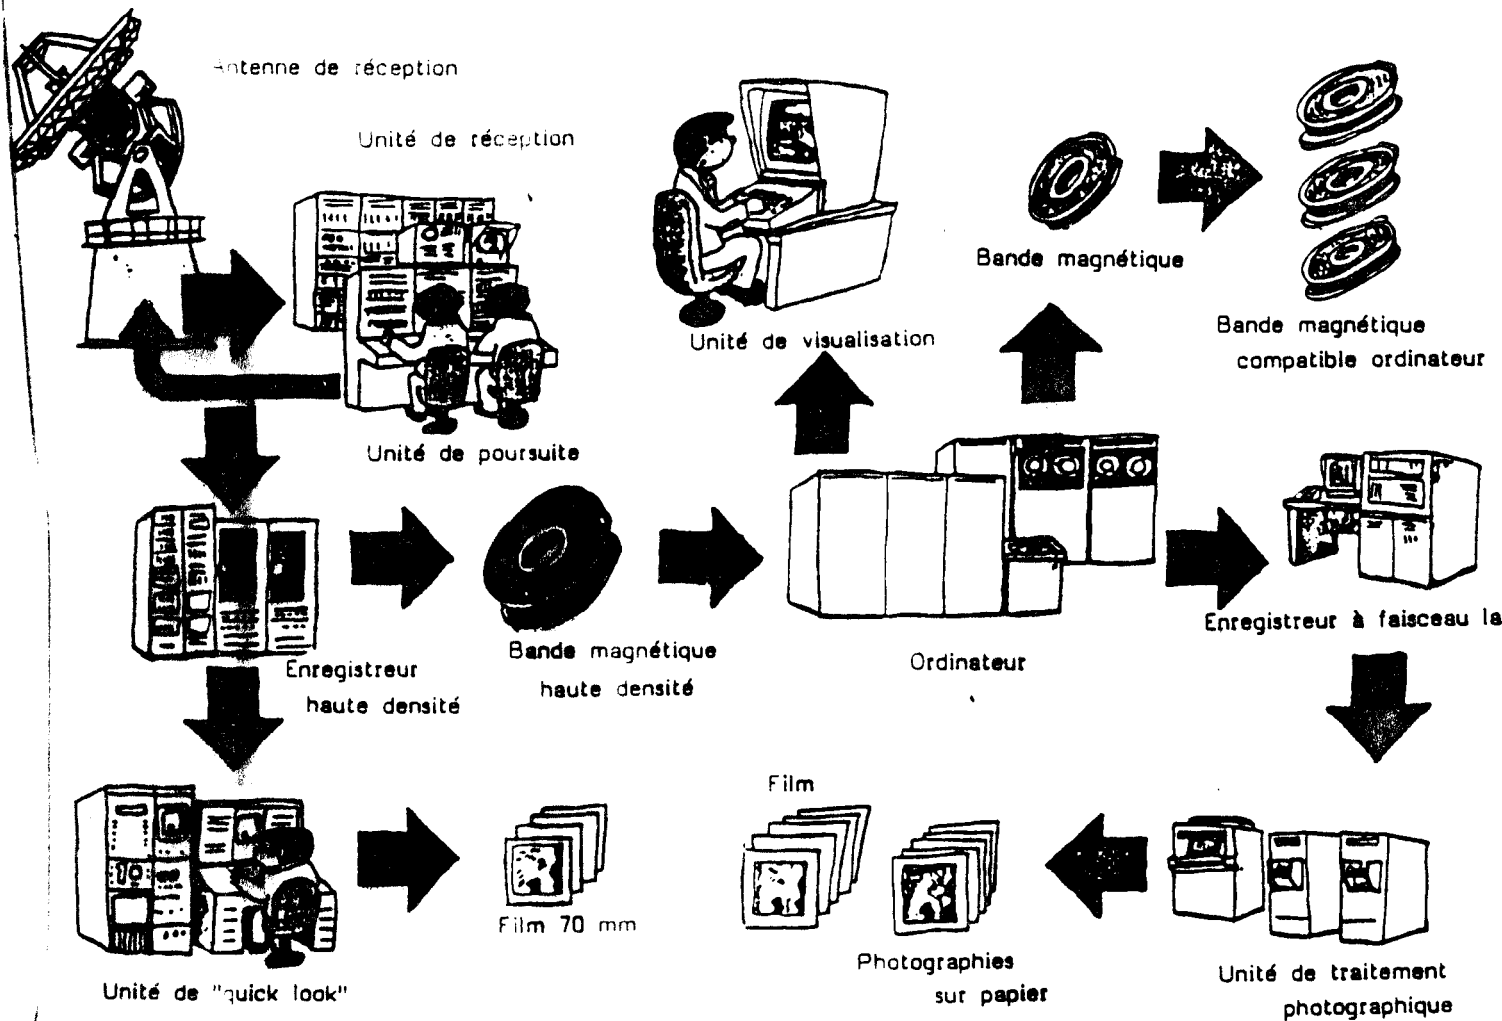 Antenne de réception
Unité de réception
Unité de poursuite
Unité de visualisation
Bande magnétique
Bande magnétique
compatible ordinateur
Enregistreur
haute densité
Bande magnétique
haute densité
Ordinateur
Enregistreur à faisceau la
Unité de "quick look"
Film 70 mm
Film
Photographies
sur papier
Unité de traitement
photographique